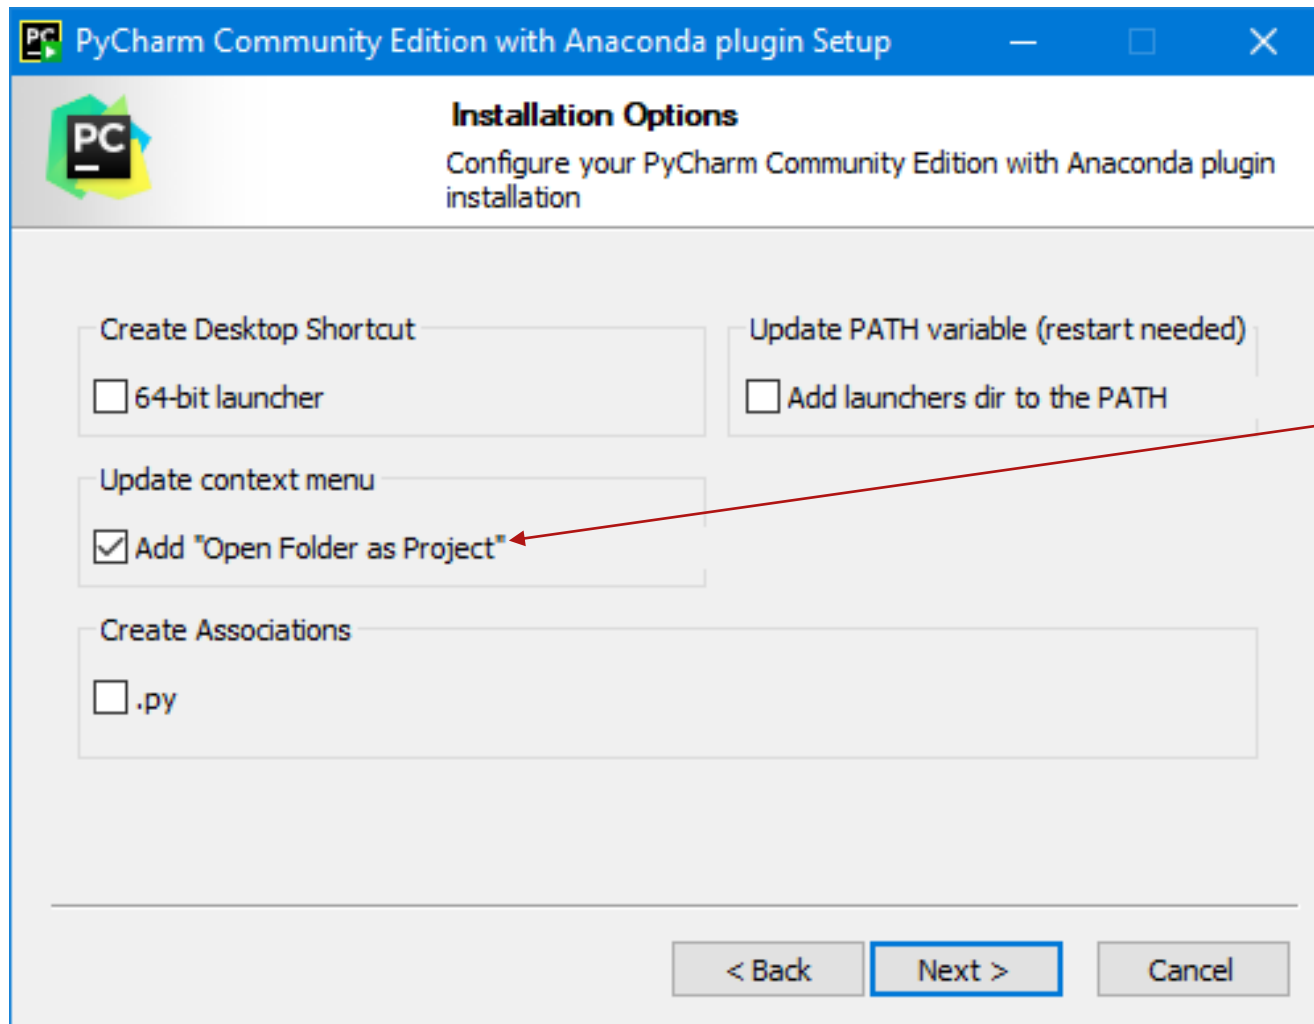 PC
PyCharm Community Edition with Anaconda plugin Setup
PC
Installation Options
Configure your PyCharm Community Edition with Anaconda plugin
installation
Create Desktop Shortcut
64-bit launcher
Update PATH variable (restart needed)
Add launchers dir to the PATH
Update context menu
Add "Open Folder as Project"
Create Associations
.py
< Back
Next >
Cancel